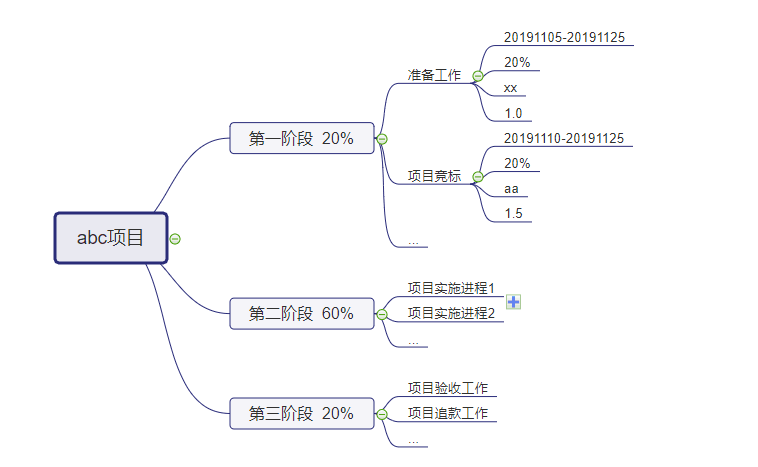 abc项目
第一阶段 20%
准备工作
20191105-20191125
20%
xx
1.0
项目竞标
20191110-20191125
20%
aa
1.5
...
第二阶段 60%
项目实施进程1
项目实施进程2
...
第三阶段 20%
项目验收工作
项目追款工作
...